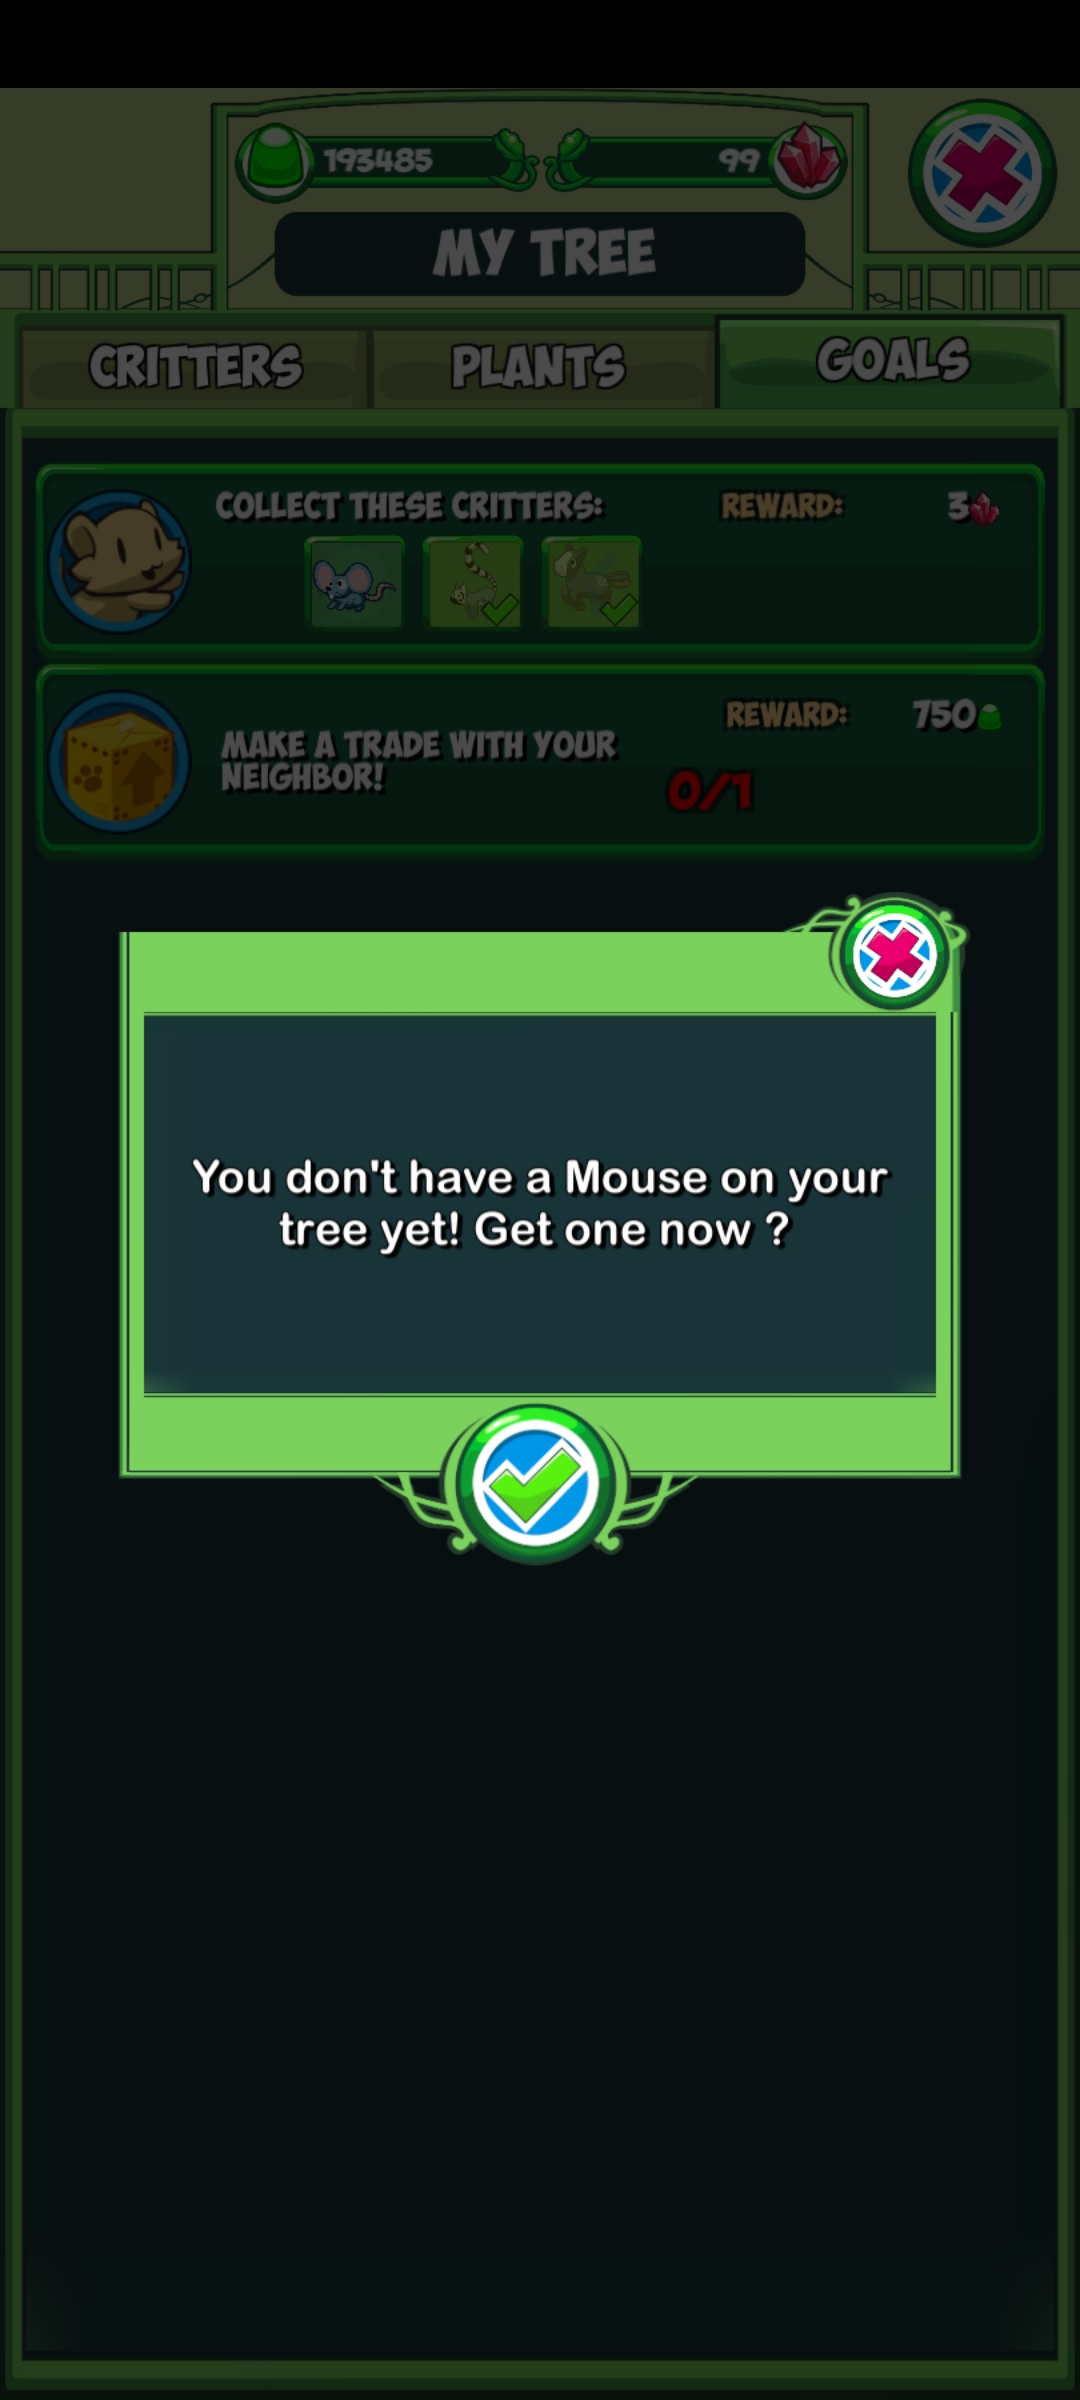 193485
99
MY TREE
CRITTERS
PLANTS
GOALS
COLLECT THESE CRITTERS:
REWARD:
3
MAKE A TRADE WITH YOUR
NEIGHBOR!
REWARD:
750
0/1
You don't have a Mouse on your
tree yet! Get one now ?